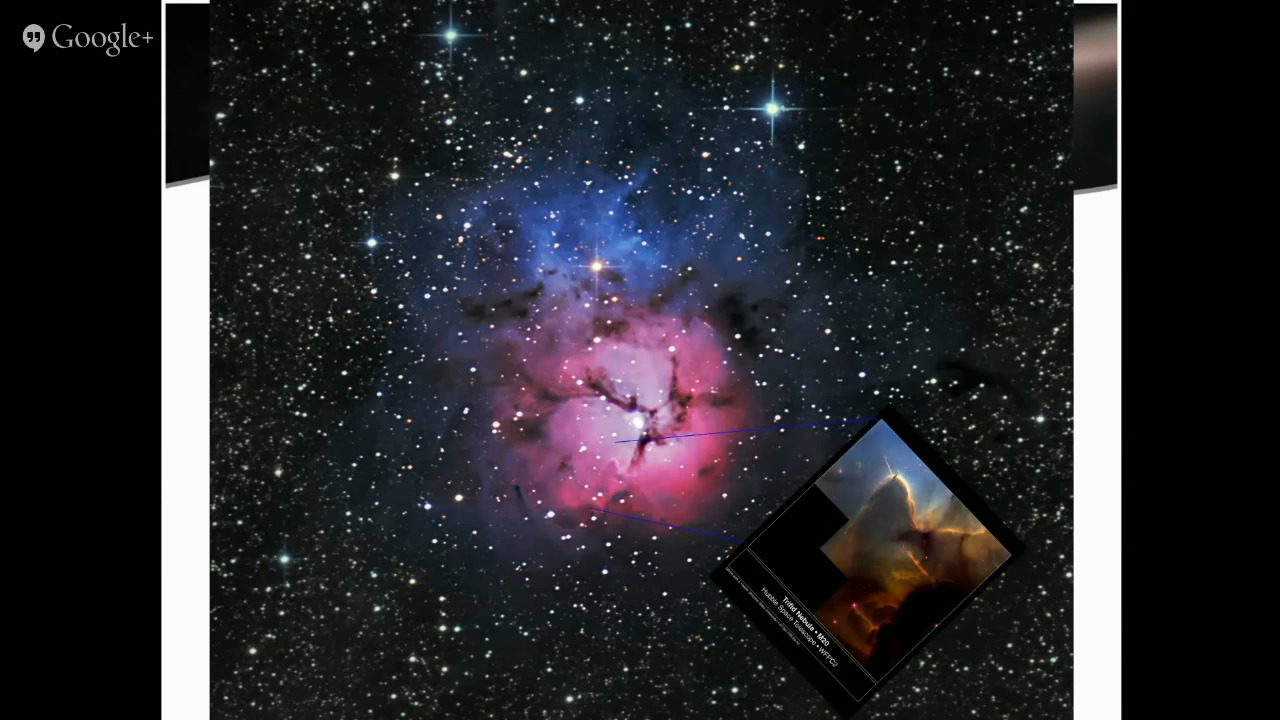 Google+
Trifid Nebula • M20
Hubble Space Telescope • WFPC2